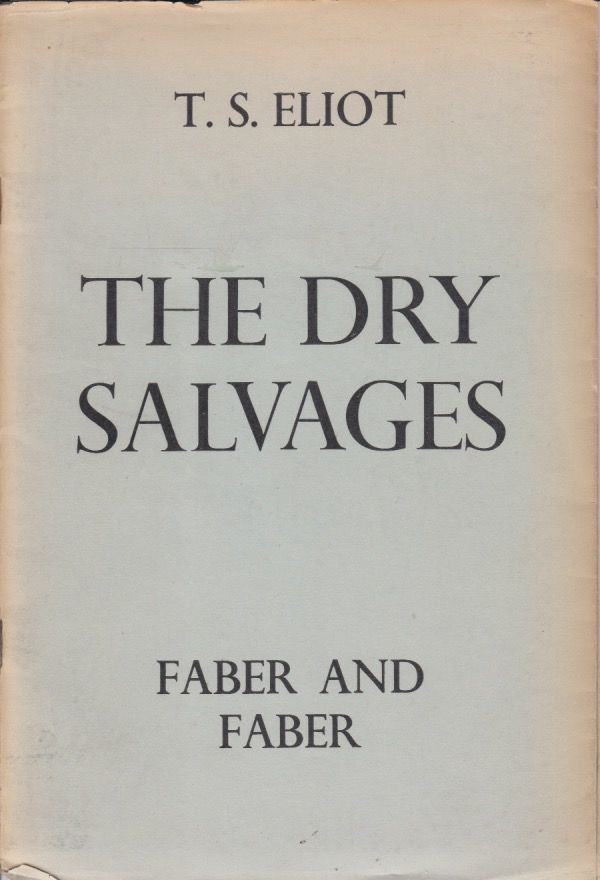 T. S. ELIOT
THE DRY
SALVAGES
FABER AND
FABER